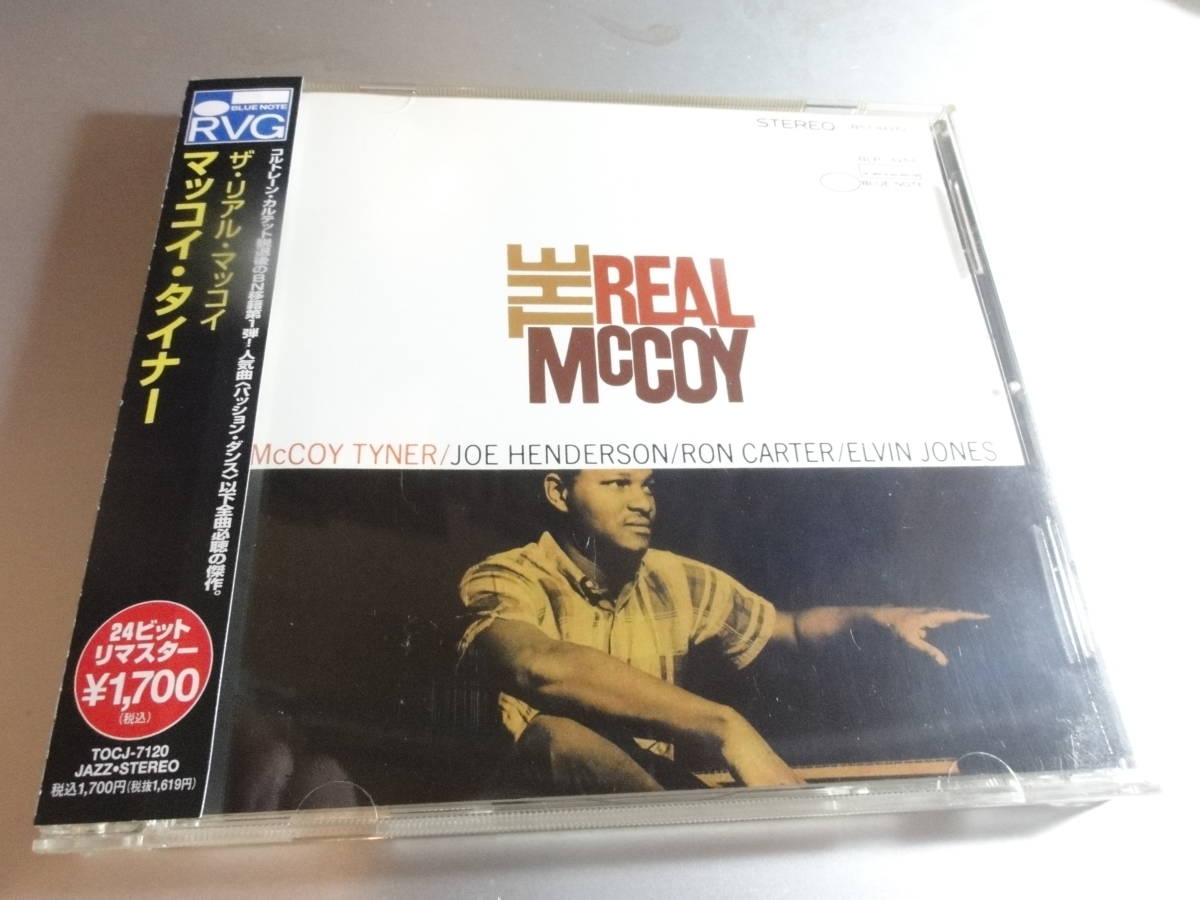 BLUE NOTE
RVG
コルトレーン・カルテット脱退後のBN移籍第1弾！人気曲〈パッション・ダンス〉以下全曲必聴の傑作。
ザ・リアル・マッコイ
マッコイ・タイナー
24ビット
リマスター
¥1,700
(税込)
TOCJ-7120
JAZZ•STEREO
税込1,700円(税抜1,619円)
STEREO
BLUE NOTE
THE
REAL
McCOY
McCOY TYNER/JOE HENDERSON/RON CARTER/ELVIN JONES